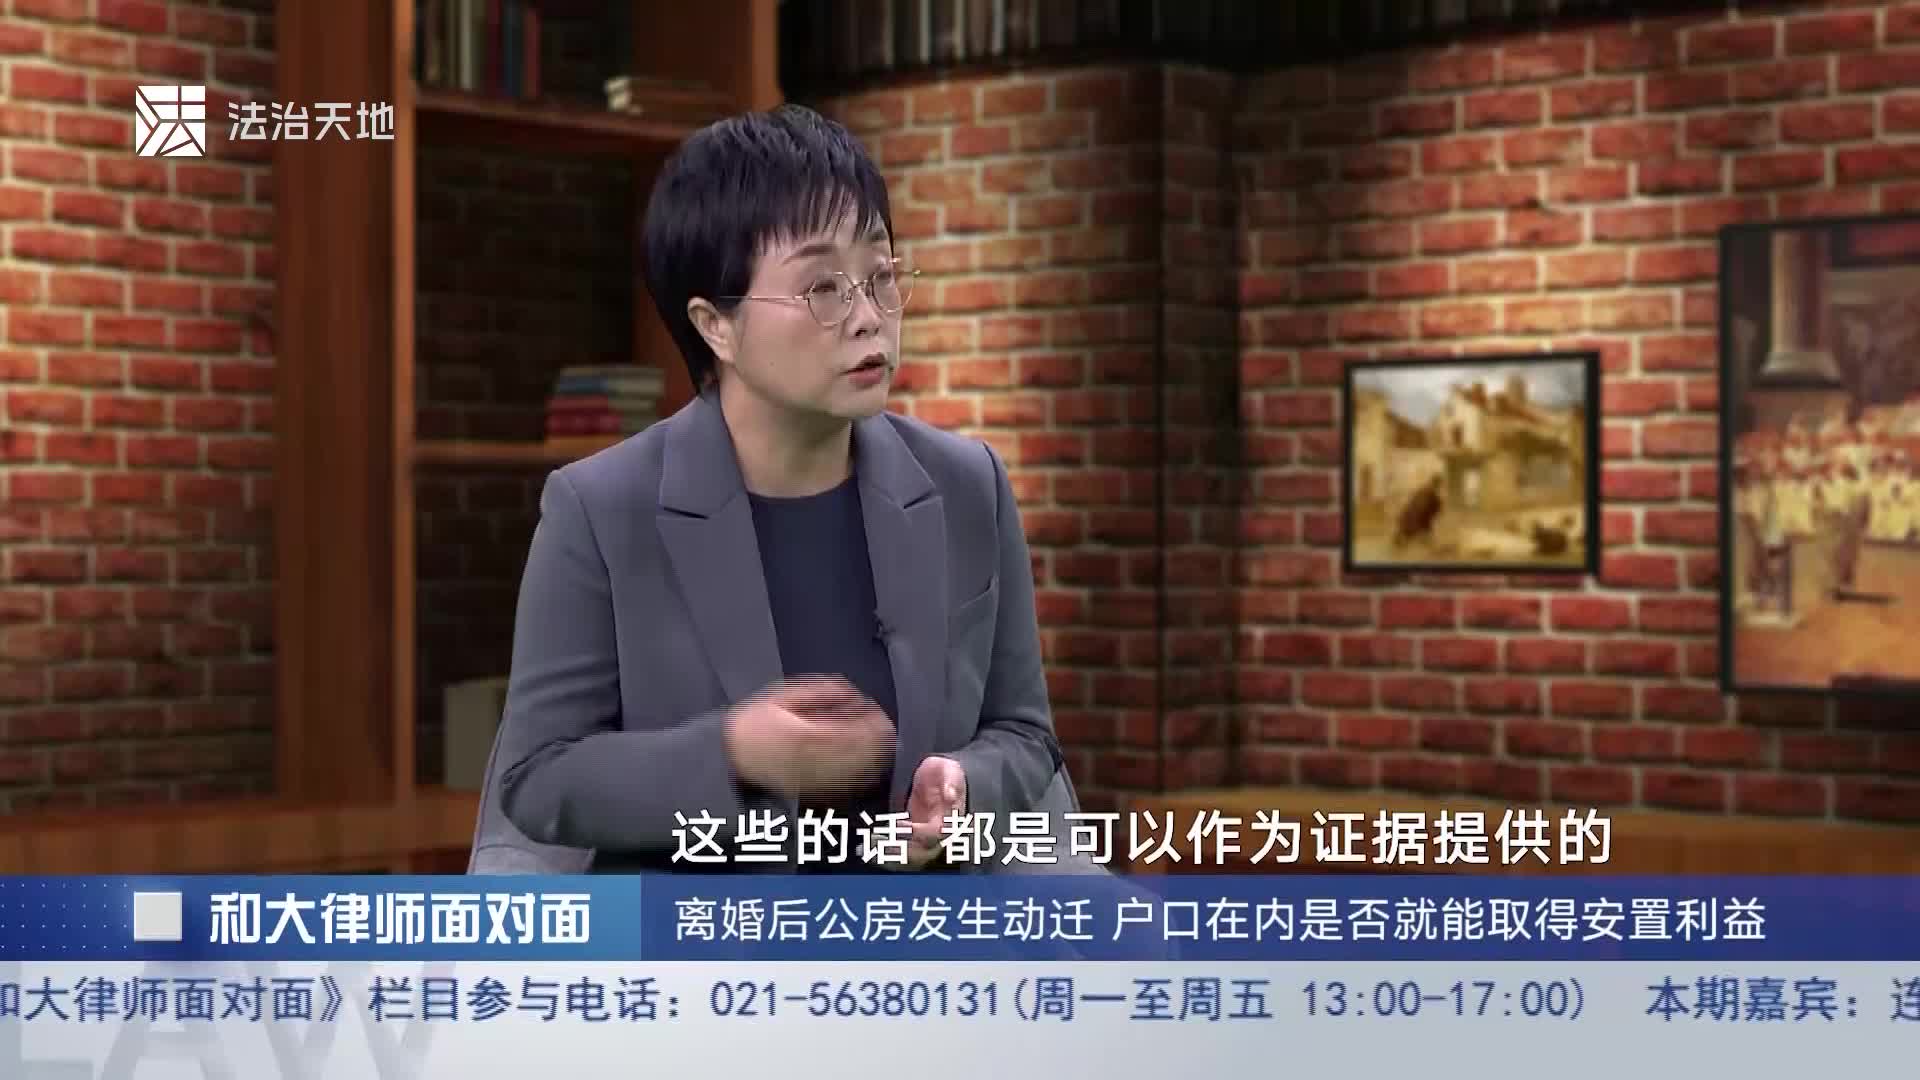 法治天地
这些的话 都是可以作为证据提供的
和大律师面对面
离婚后公房发生动迁 户口在内是否就能取得安置利益
和大律师面对面》栏目参与电话：021-56380131(周一至周五 13:00-17:00) 本期嘉宾：连
LAW